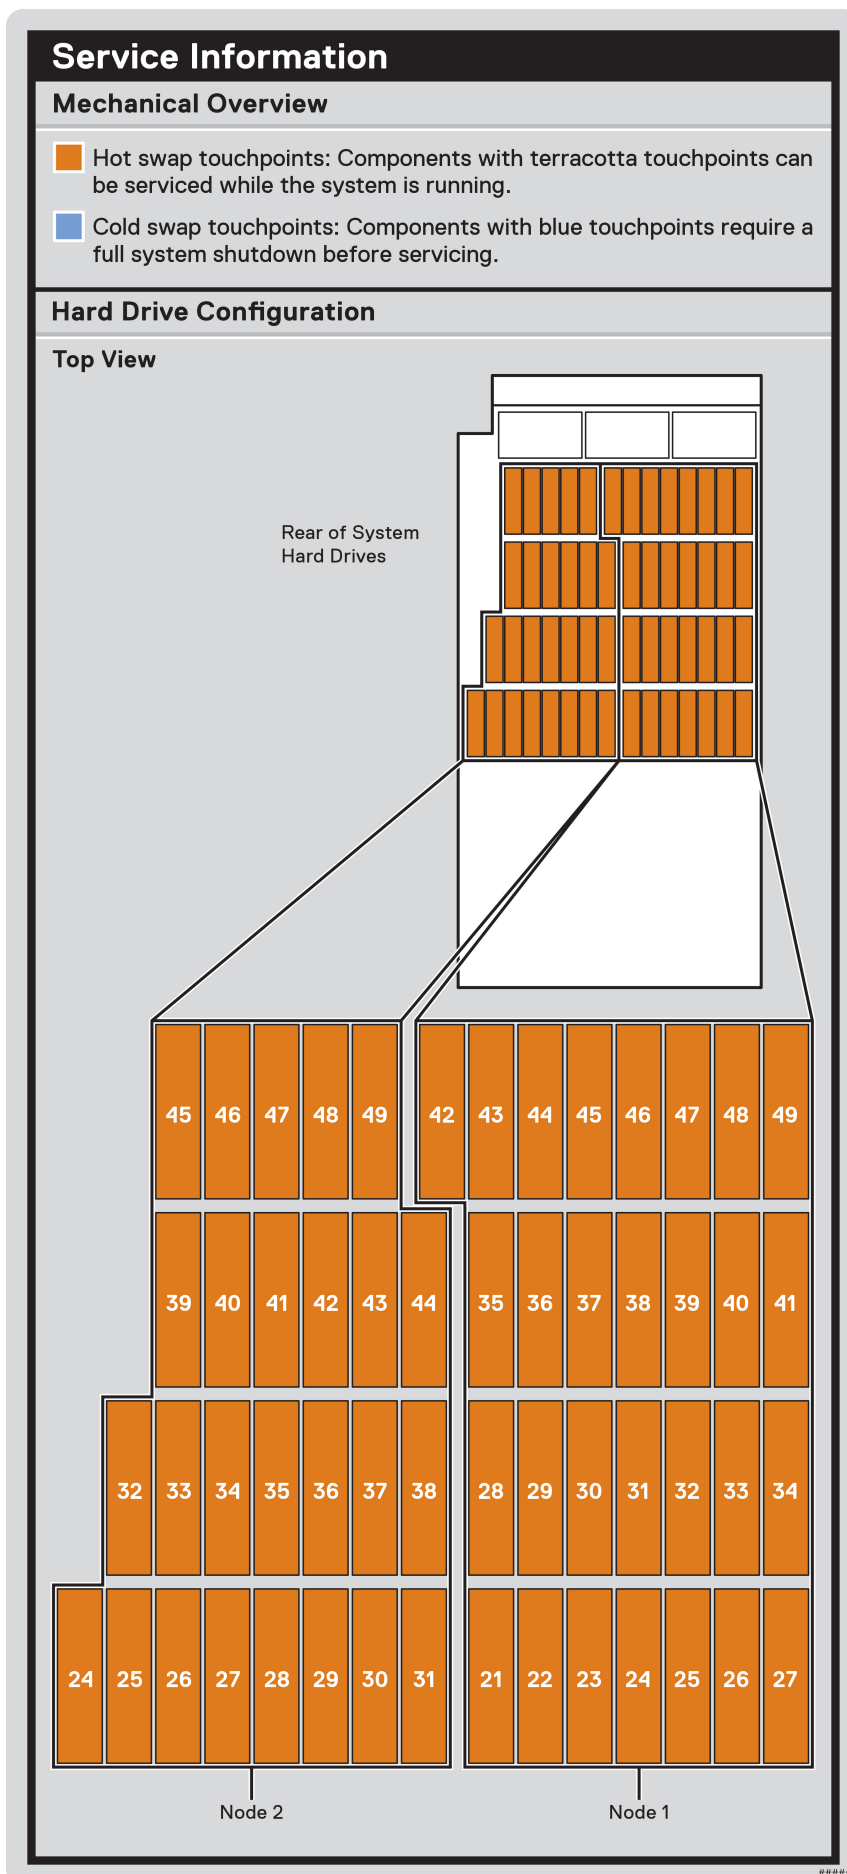 Service Information
Mechanical Overview
Hot swap touchpoints: Components with terracotta touchpoints can
be serviced while the system is running.
Cold swap touchpoints: Components with blue touchpoints require a
full system shutdown before servicing.
Hard Drive Configuration
Top View
Rear of System
Hard Drives
45 46 47 48 49 42 43 44 45 46 47 48 49
39 40 41 42 43 44 35 36 37 38 39 40 41
32 33 34 35 36 37 38 28 29 30 31 32 33 34
24 25 26 27 28 29 30 31 21 22 23 24 25 26 27
Node 2 Node 1